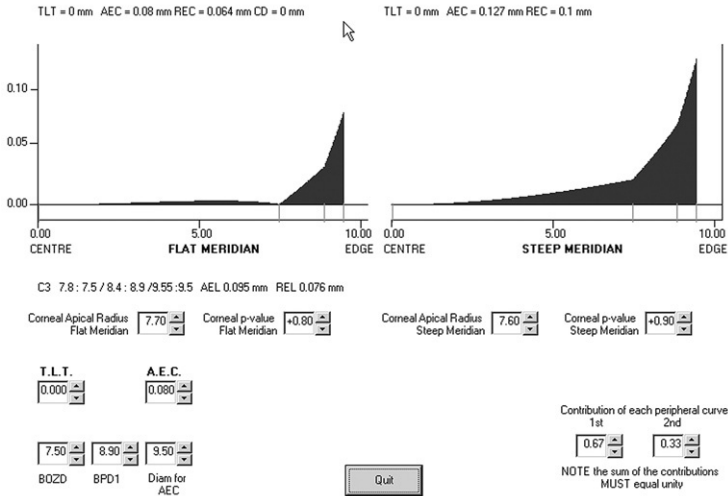 TLT = 0 mm AEC = 0.08 mm REC = 0.064 mm CD = 0 mm
TLT = 0 mm AEC = 0.127 mm REC = 0.1 mm
0.10
0.05
0.00
0.00 5.00 10.00
CENTRE FLAT MERIDIAN EDGE
0.00 5.00 10.00
CENTRE STEEP MERIDIAN EDGE
C3 7.8 : 7.5 / 8.4 : 8.9 /9.55 :9.5 AEL 0.095 mm REL 0.076 mm
Corneal Apical Radius
Flat Meridian
7.70
Corneal p-value
Flat Meridian
+0.80
Corneal Apical Radius
Steep Meridian
7.60
Corneal p-value
Steep Meridian
+0.90
T.L.T.
0.000
A.E.C.
0.080
7.50
BOZD
8.90
BPD1
9.50
Diam for
AEC
Quit
Contribution of each peripheral curve
1st 2nd
0.67 0.33
NOTE the sum of the contributions
MUST equal unity